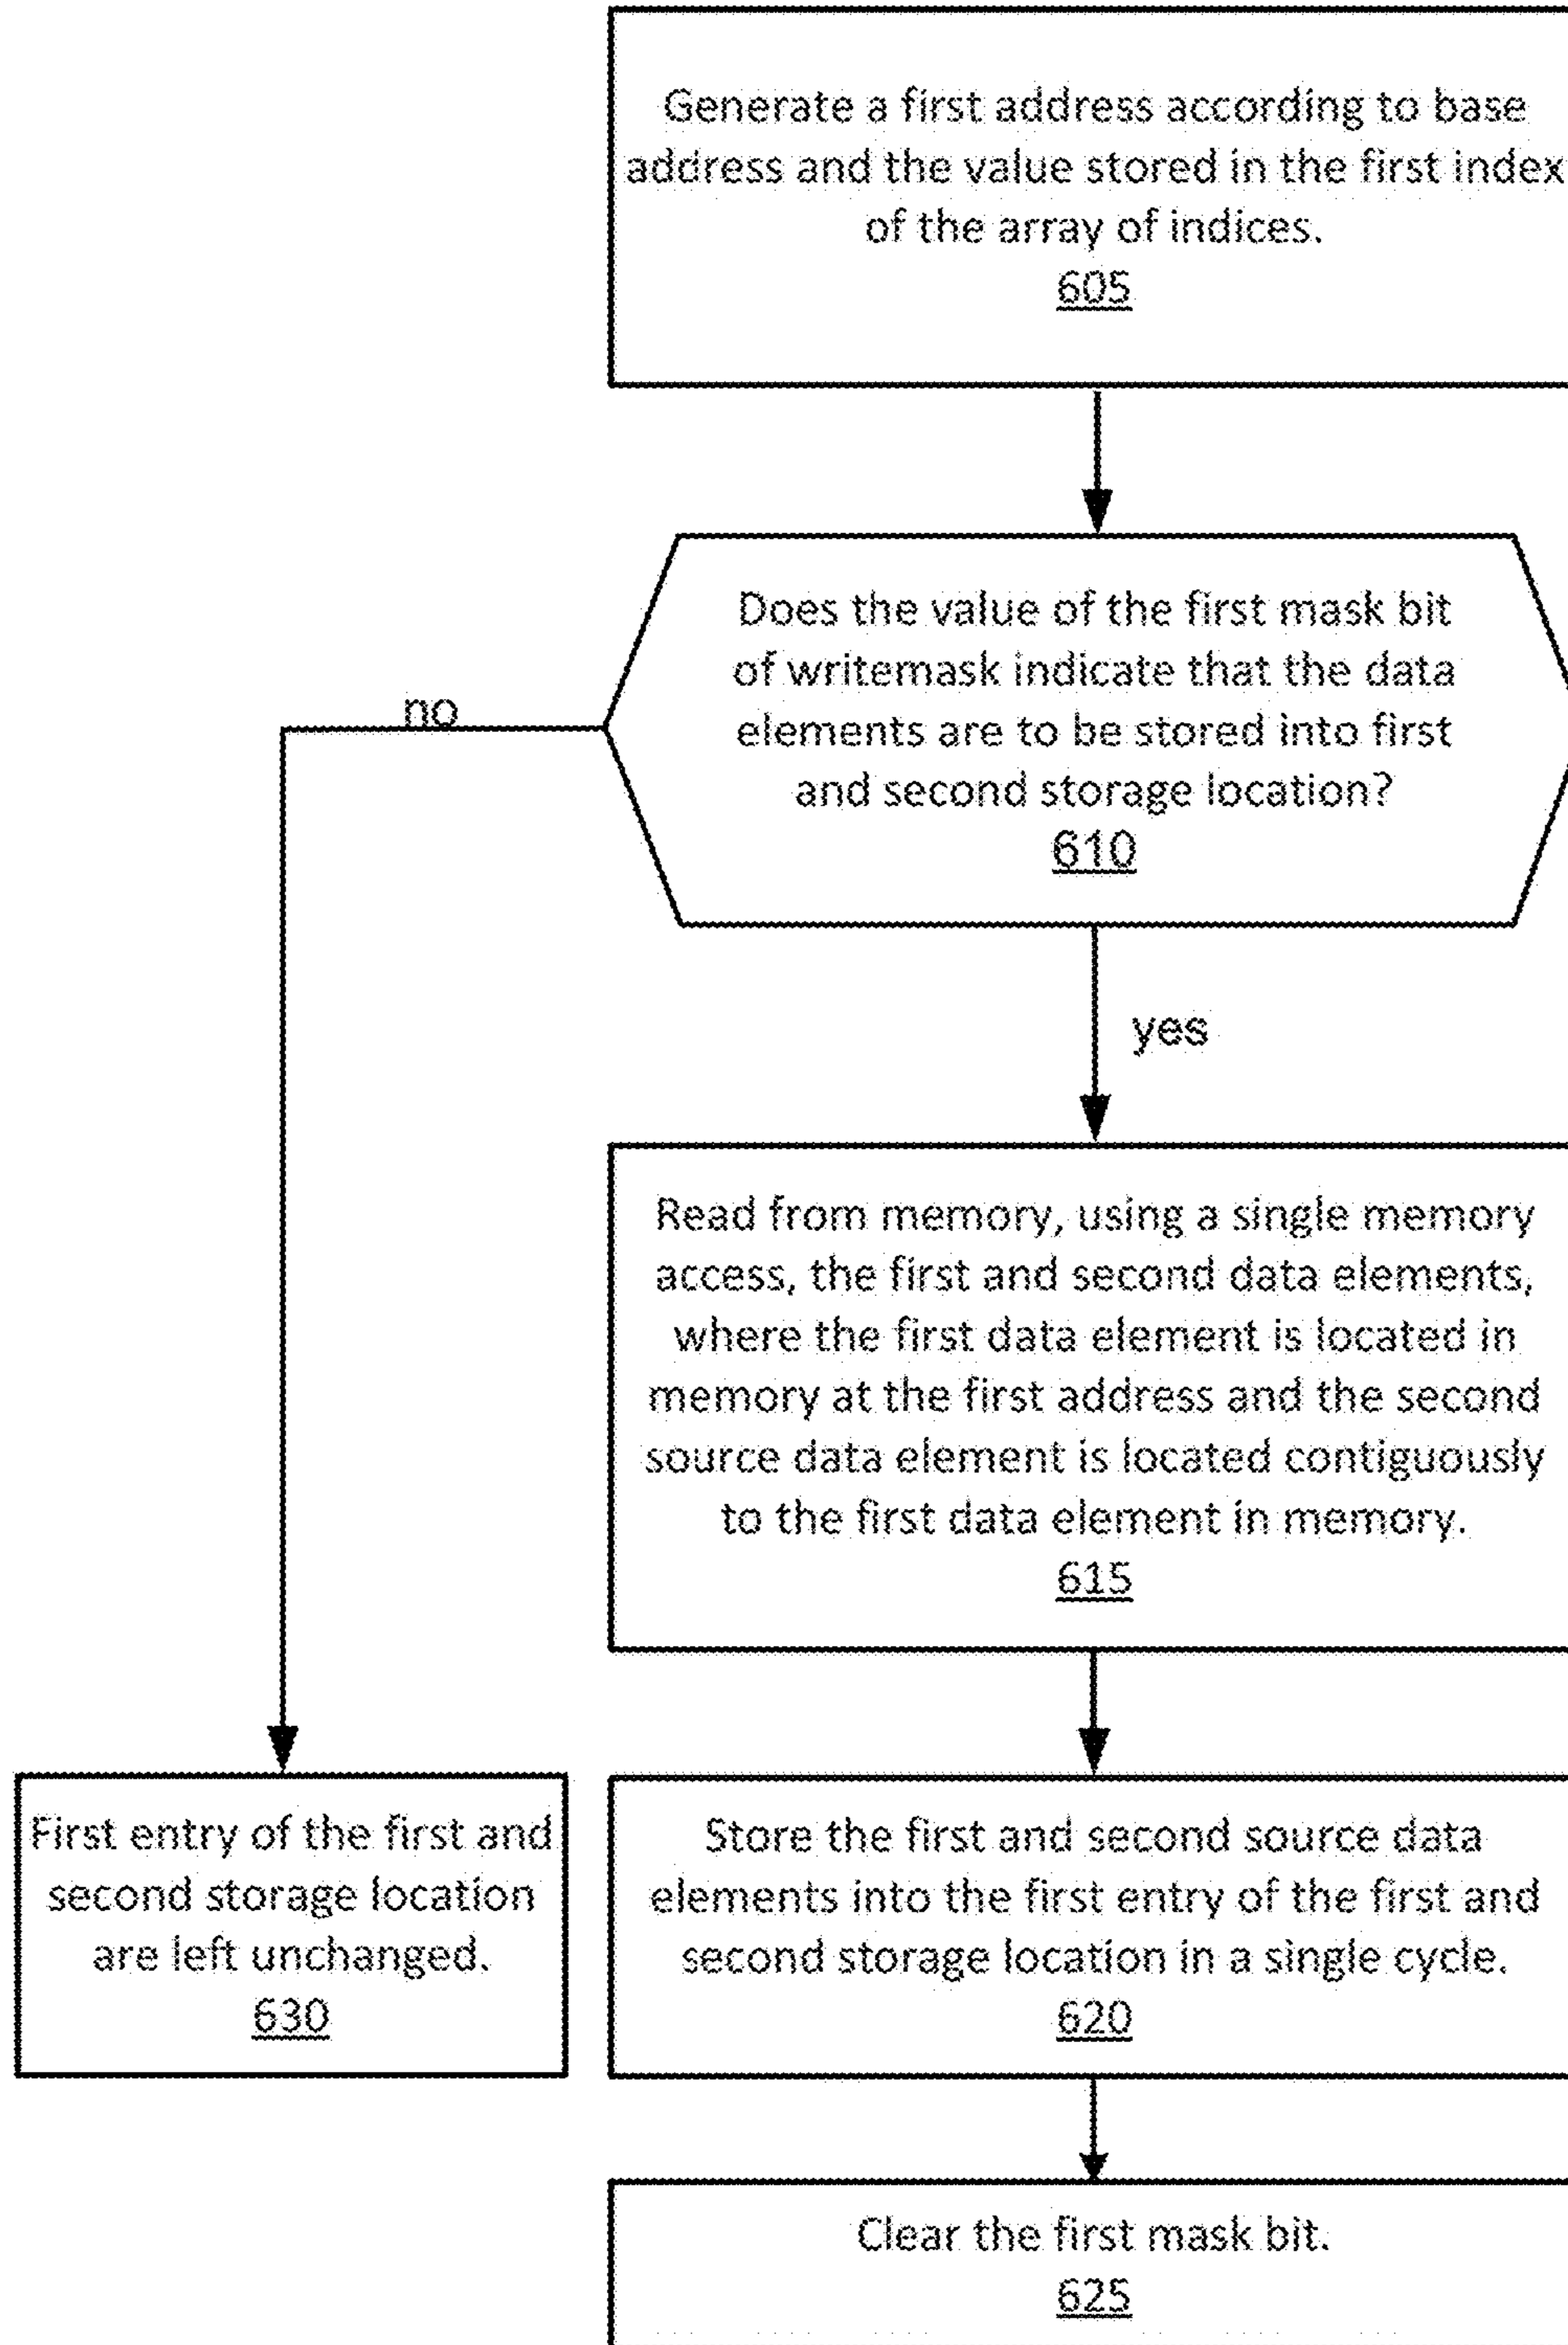 Generate a first address according to base
address and the value stored in the first index
of the array of indices.
605
Does the value of the first mask bit
of writemask indicate that the data
elements are to be stored into first
and second storage location?
610
no
yes
Read from memory, using a single memory
access, the first and second data elements,
where the first data element is located in
memory at the first address and the second
source data element is located contiguously
to the first data element in memory.
615
First entry of the first and
second storage location
are left unchanged.
630
Store the first and second source data
elements into the first entry of the first and
second storage location in a single cycle.
620
Clear the first mask bit.
625